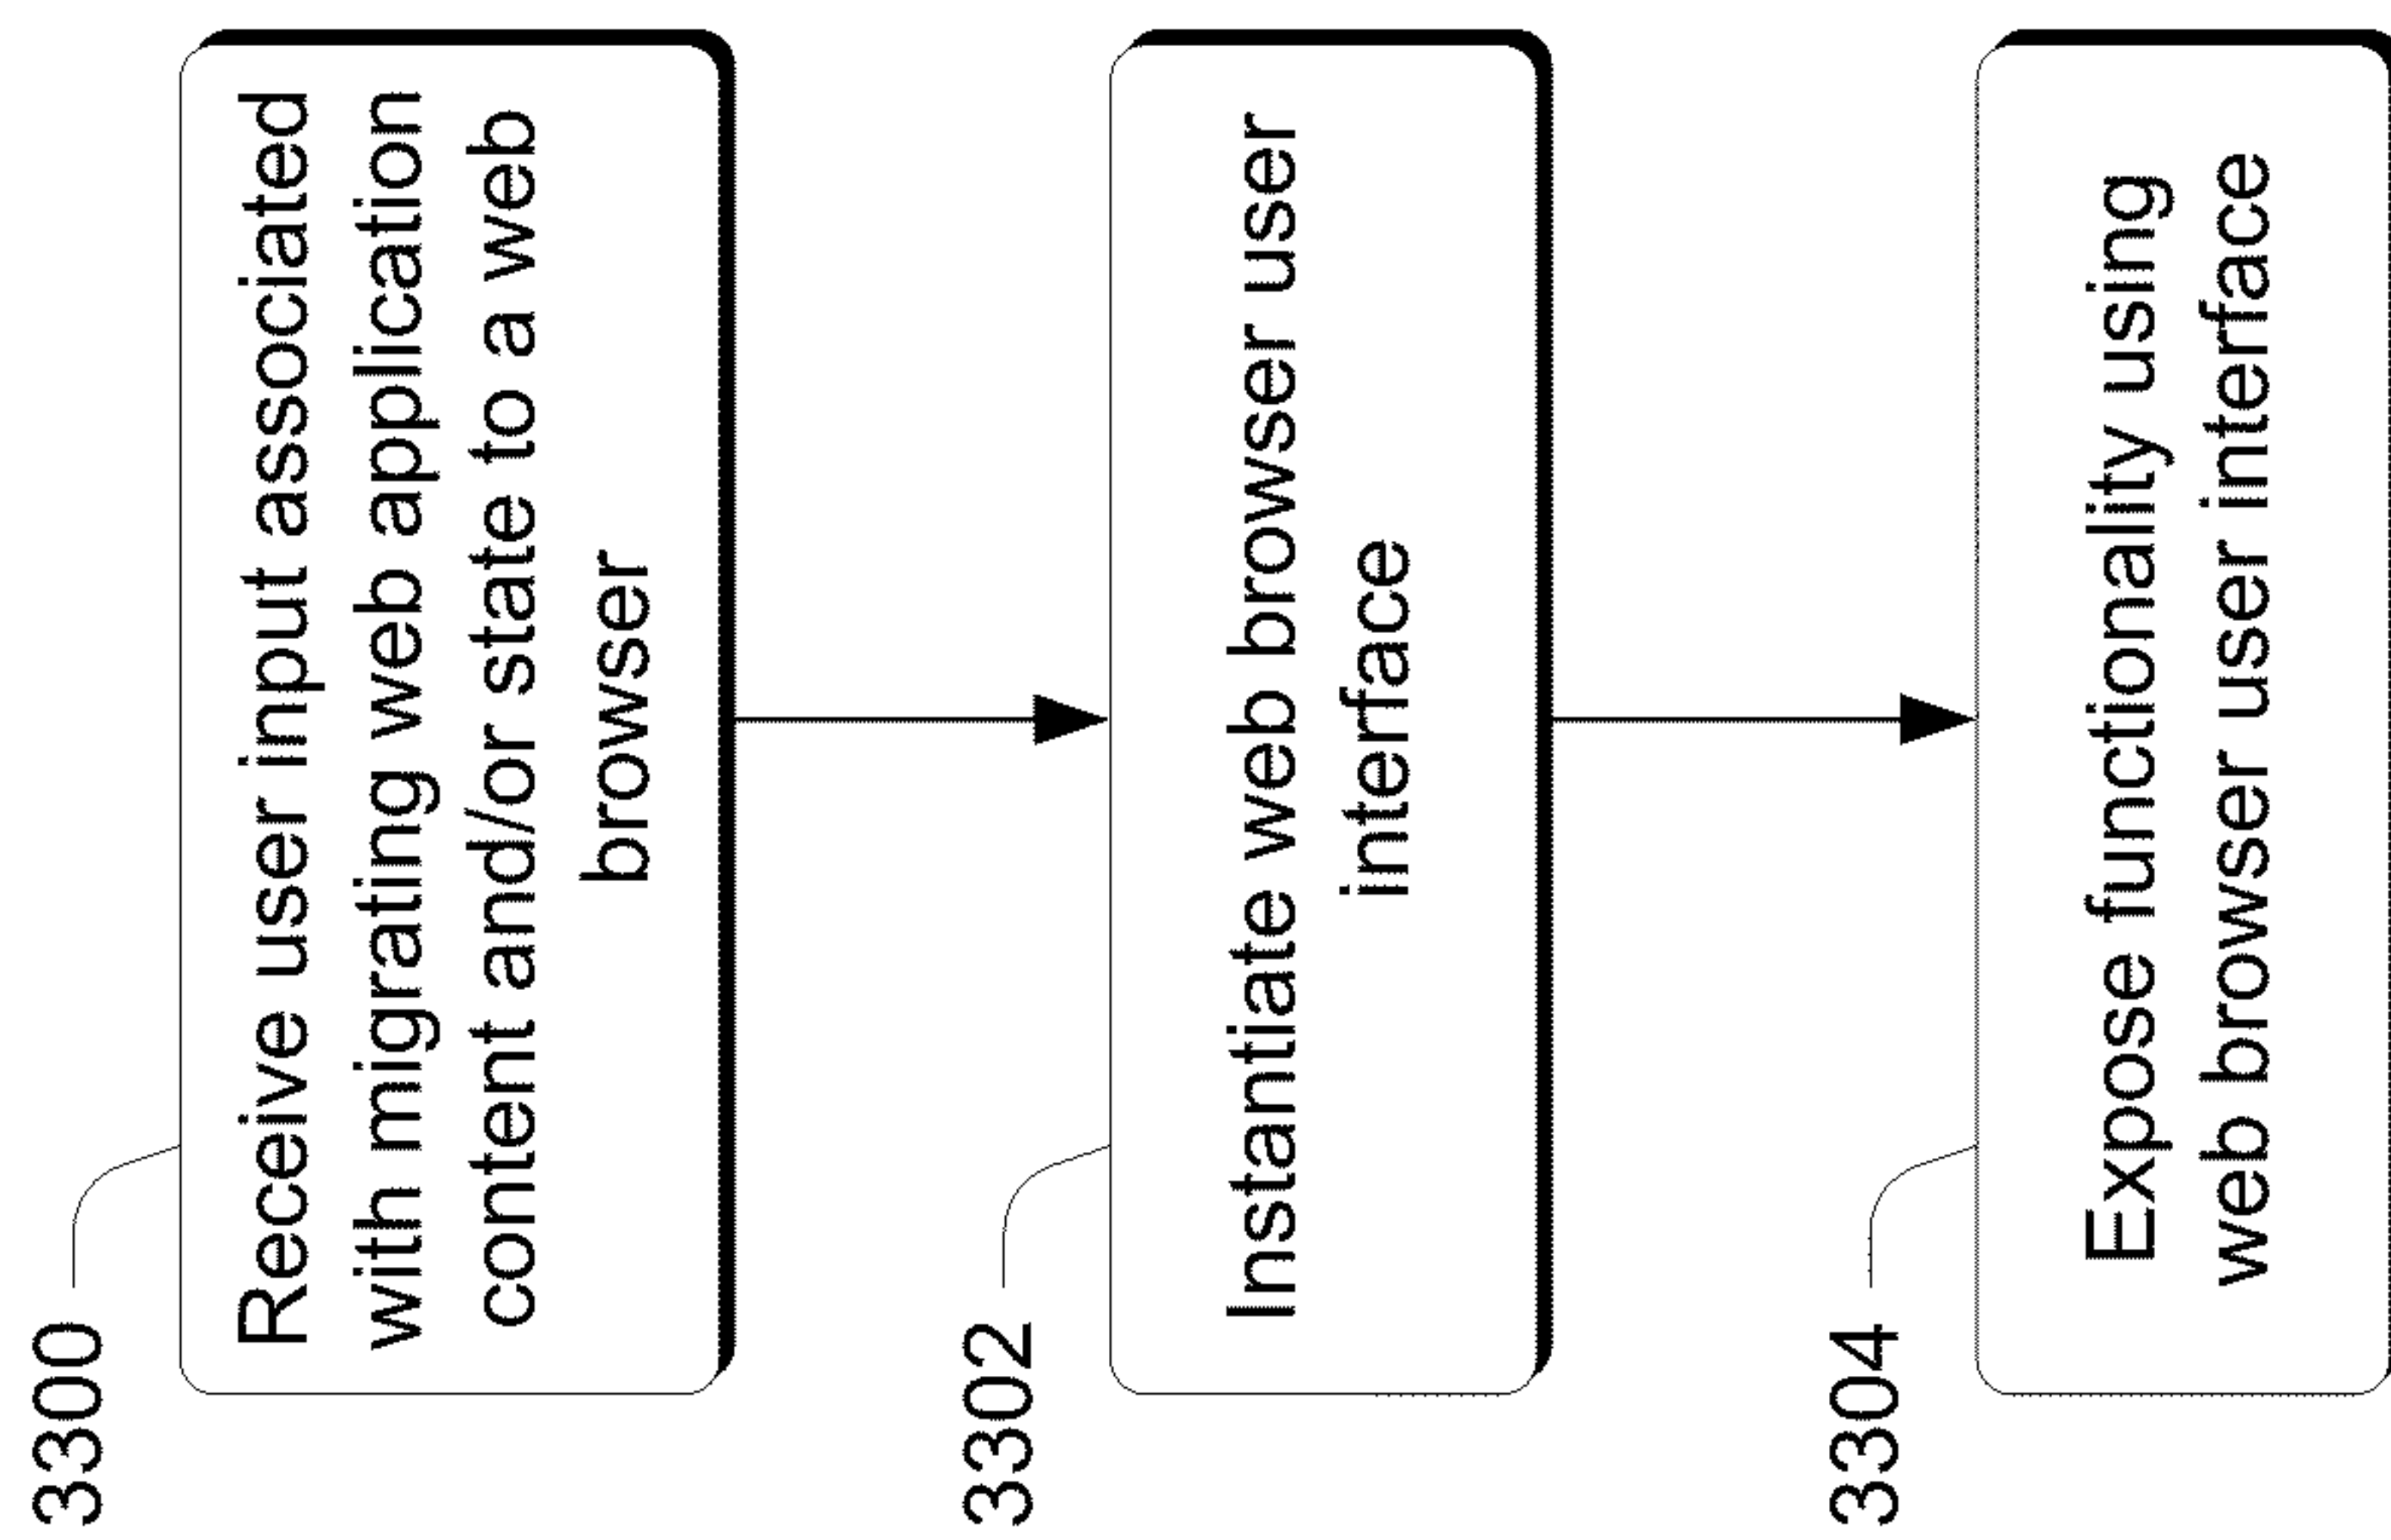 3300
Receive user input associated
with migrating web application
content and/or state to a web
browser
3302
Instantiate web browser user
interface
3304
Expose functionality using
web browser user interface